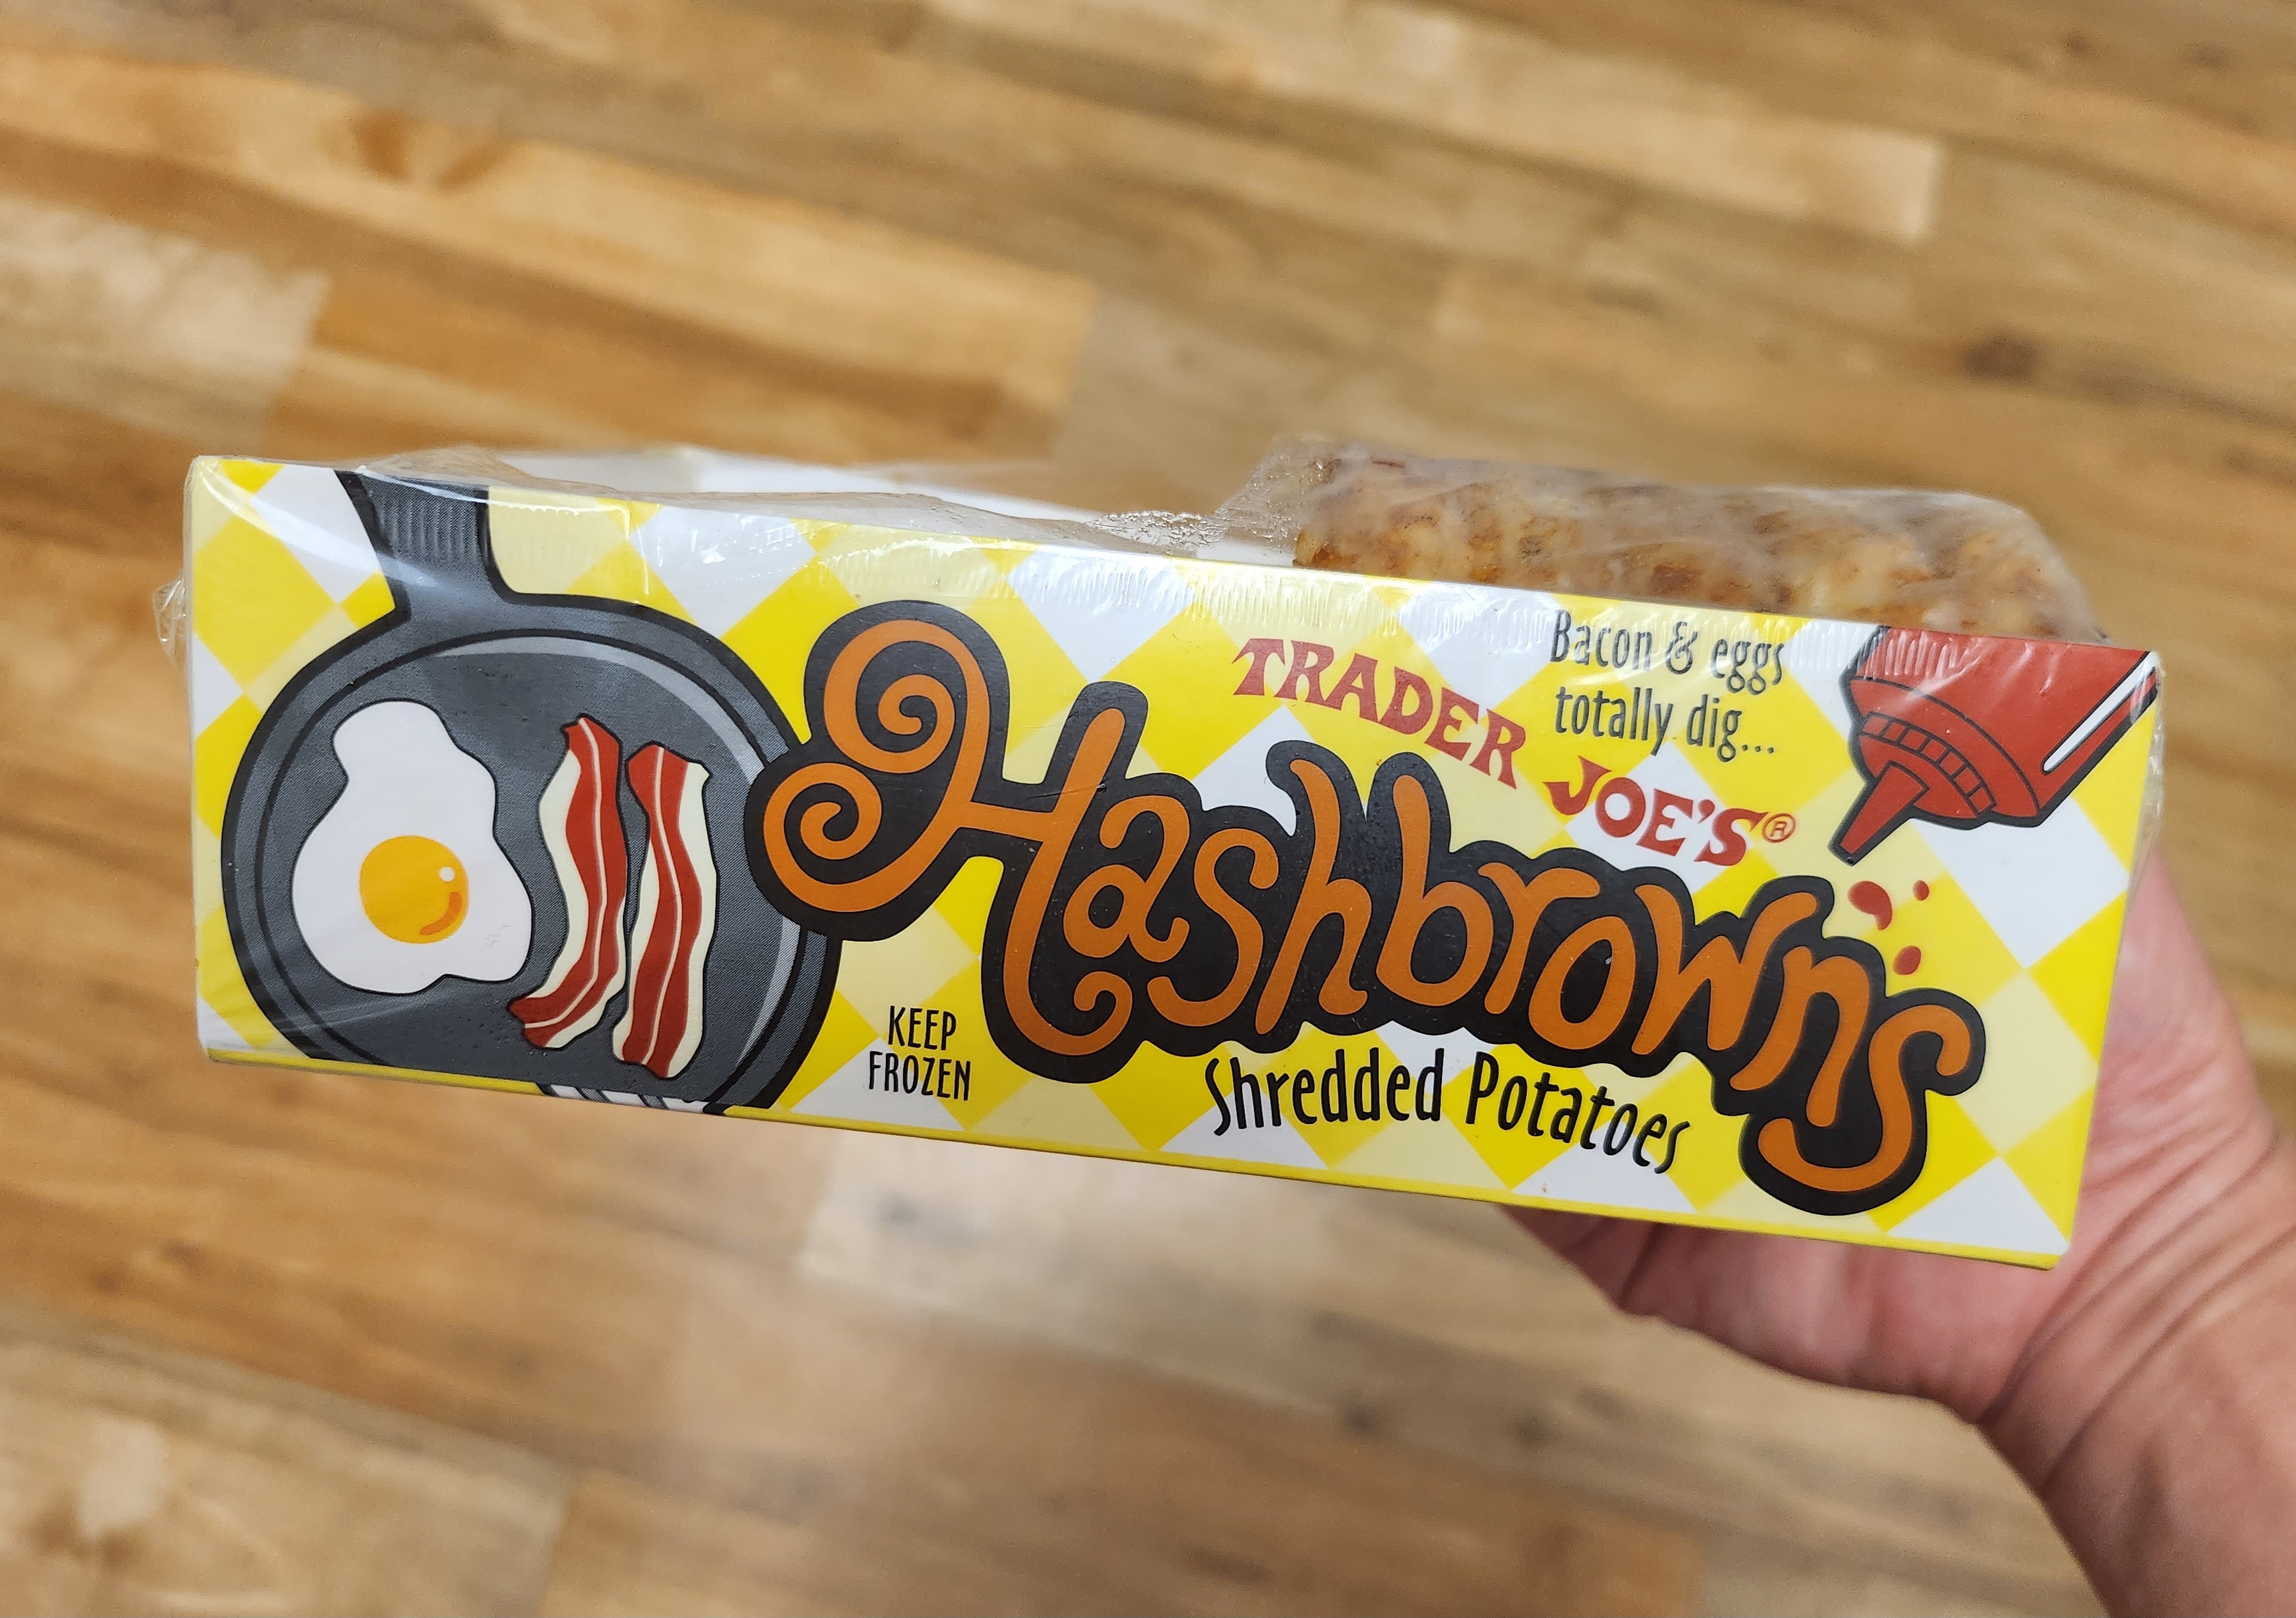 Bacon & eggs
totally dig...
TRADER JOE'S®
Hashbrowns
Shredded Potatoes
KEEP
FROZEN